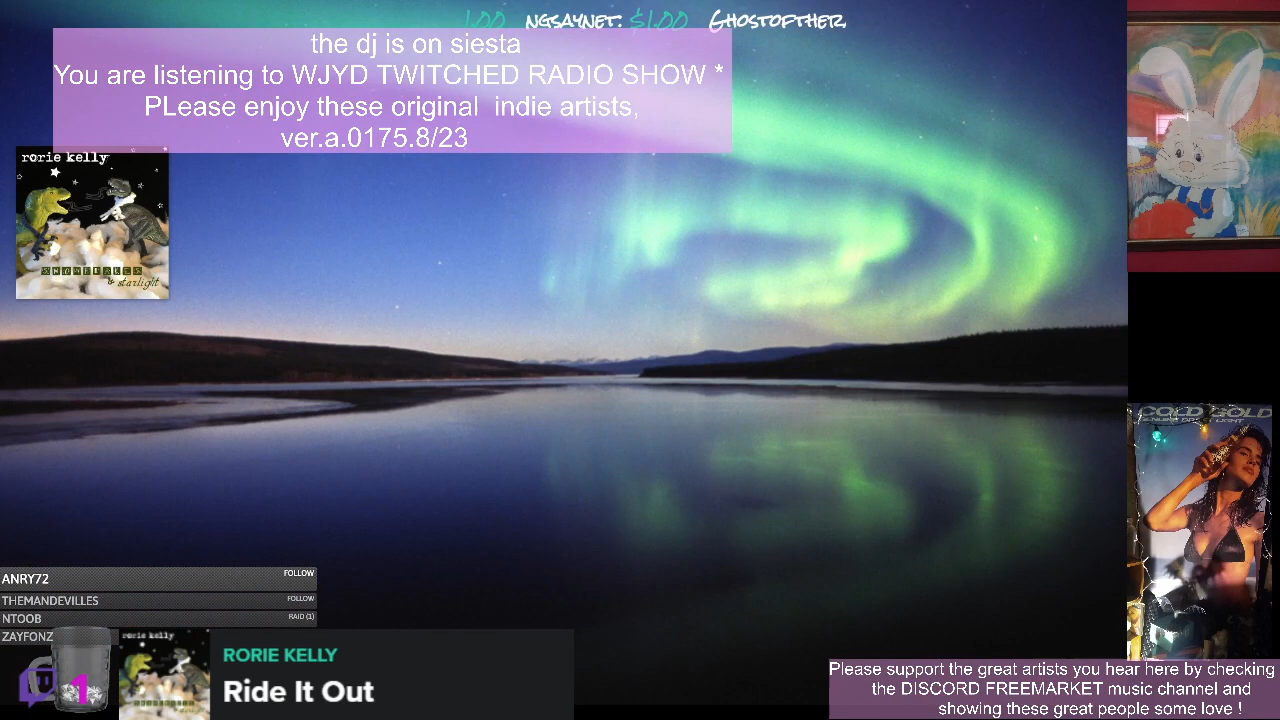 1.00 NGSAYNET: $1.00 GHOSTOFTHER
the dj is on siesta
You are listening to WJYD TWITCHED RADIO SHOW *
PLease enjoy these original indie artists,
ver.a.0175.8/23
rorie kelly
& starlight
COLD GOLD
ANRY72 FOLLOW
THEMANDEVILLES FOLLOW
NTOOB RAID (1)
ZAYFONZ
1
rorie kelly
RORIE KELLY
Ride It Out
Please support the great artists you hear here by checking
the DISCORD FREEMARKET music channel and
showing these great people some love !